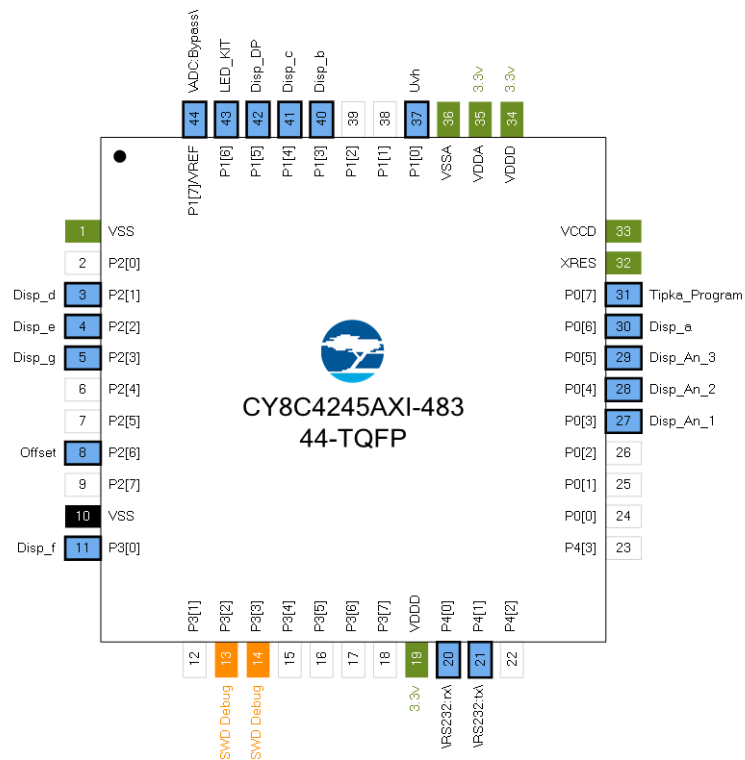 \ADC:Bypass\
LED_KIT
Disp_DP
Disp_c
Disp_b
Uvh
3.3v
3.3v
44
43
42
41
40
39
38
37
36
35
34
P1[7]/VREF
P1[6]
P1[5]
P1[4]
P1[3]
P1[2]
P1[1]
P1[0]
VSSA
VDDA
VDDD
1 VSS
2 P2[0]
Disp_d 3 P2[1]
Disp_e 4 P2[2]
Disp_g 5 P2[3]
6 P2[4]
7 P2[5]
Offset 8 P2[6]
9 P2[7]
10 VSS
Disp_f 11 P3[0]
CY8C4245AXI-483
44-TQFP
VCCD 33
XRES 32
P0[7] 31 Tipka_Program
P0[6] 30 Disp_a
P0[5] 29 Disp_An_3
P0[4] 28 Disp_An_2
P0[3] 27 Disp_An_1
P0[2] 26
P0[1] 25
P0[0] 24
P4[3] 23
P3[1]
P3[2]
P3[3]
P3[4]
P3[5]
P3[6]
P3[7]
VDDD
P4[0]
P4[1]
P4[2]
12
13
14
15
16
17
18
19
20
21
22
SWD Debug
SWD Debug
3.3v
\RS232:rx\
\RS232:tx\